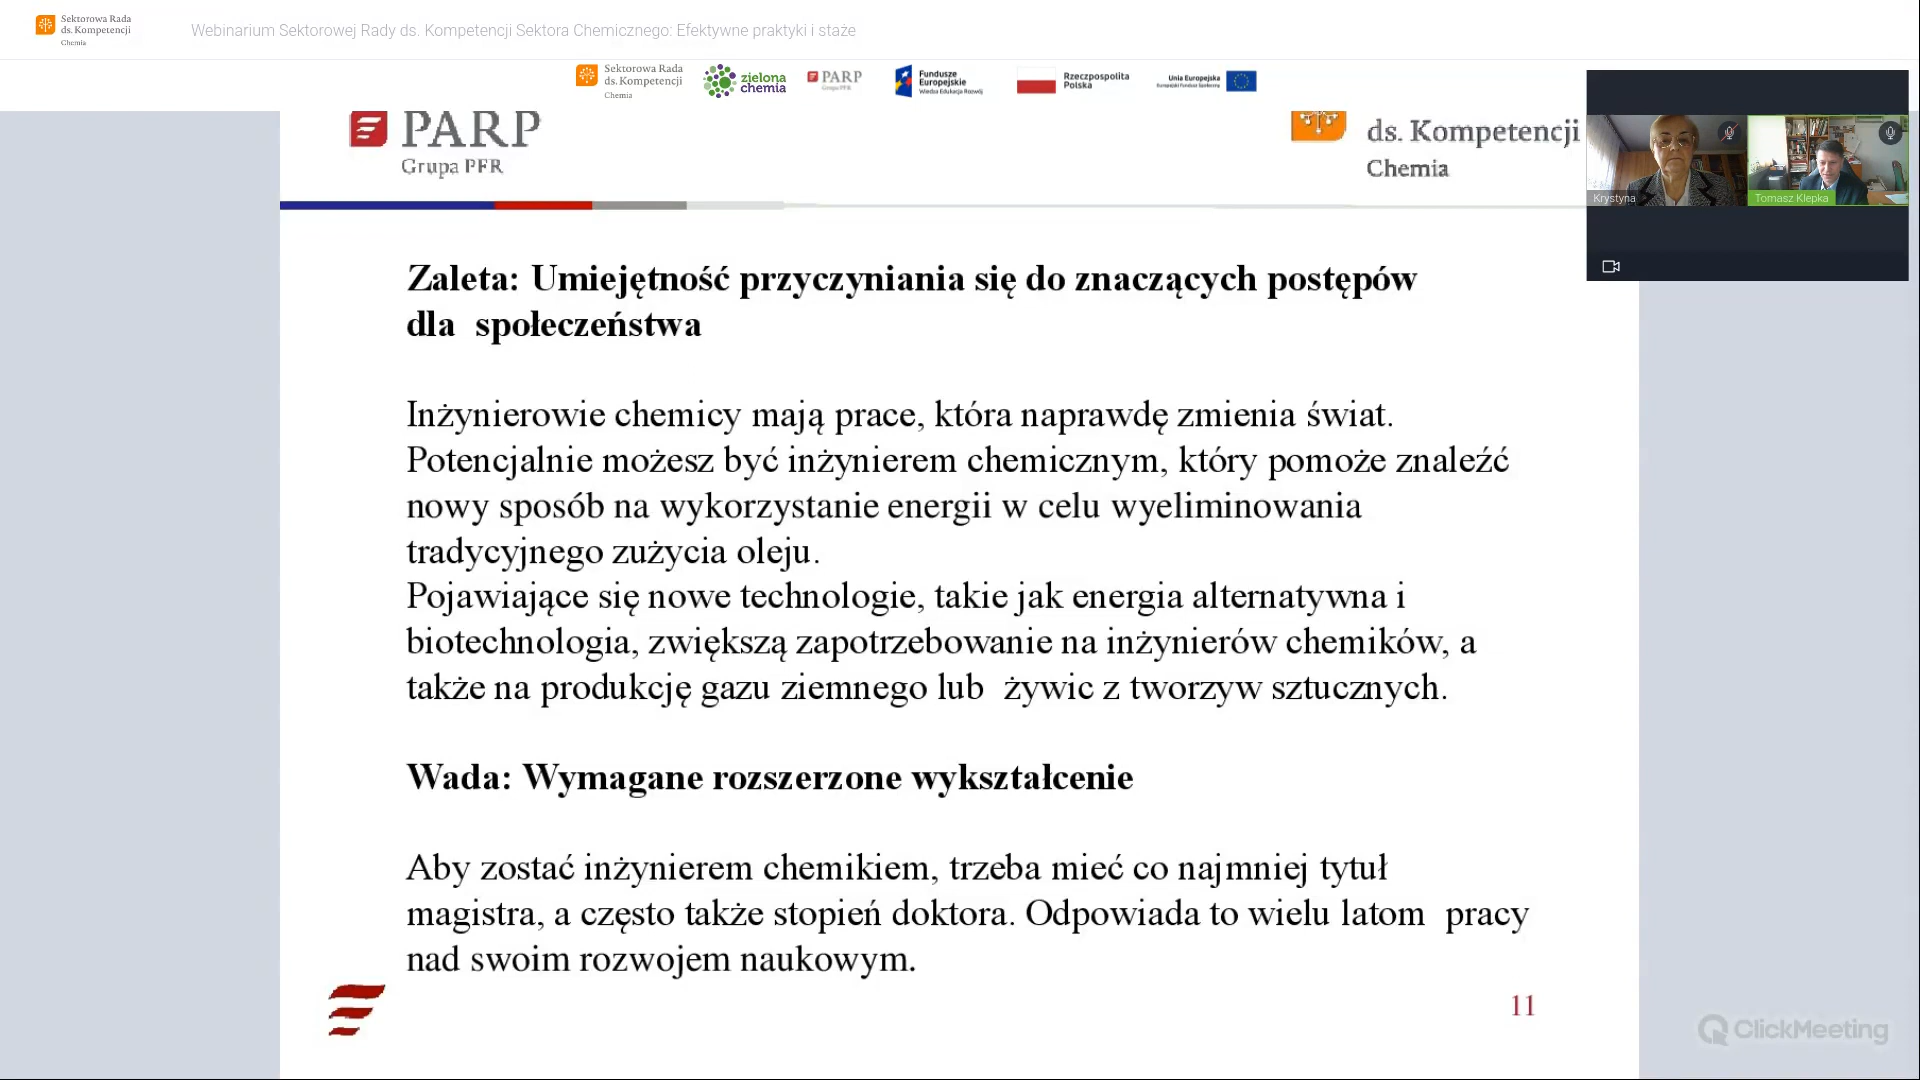 Sektorowa Rada
ds. Kompetencji
Chemia
Webinarium Sektorowej Rady ds. Kompetencji Sektora Chemicznego: Efektywne praktyki i staże
Sektorowa Rada
ds. Kompetencji
Chemia
zielona
chemia
PARP
Grupa PFR
Fundusze
Europejskie
Wiedza Edukacja Rozwój
Rzeczpospolita
Polska
Unia Europejska
Europejski Fundusz Społeczny
PARP
Grupa PFR
ds. Kompetencji
Chemia
Krystyna
Tomasz Klepka
Zaleta: Umiejętność przyczyniania się do znaczących postępów
dla społeczeństwa
Inżynierowie chemicy mają prace, która naprawdę zmienia świat.
Potencjalnie możesz być inżynierem chemicznym, który pomoże znaleźć
nowy sposób na wykorzystanie energii w celu wyeliminowania
tradycyjnego zużycia oleju.
Pojawiające się nowe technologie, takie jak energia alternatywna i
biotechnologia, zwiększą zapotrzebowanie na inżynierów chemików, a
także na produkcję gazu ziemnego lub żywic z tworzyw sztucznych.
Wada: Wymagane rozszerzone wykształcenie
Aby zostać inżynierem chemikiem, trzeba mieć co najmniej tytuł
magistra, a często także stopień doktora. Odpowiada to wielu latom pracy
nad swoim rozwojem naukowym.
11
ClickMeeting